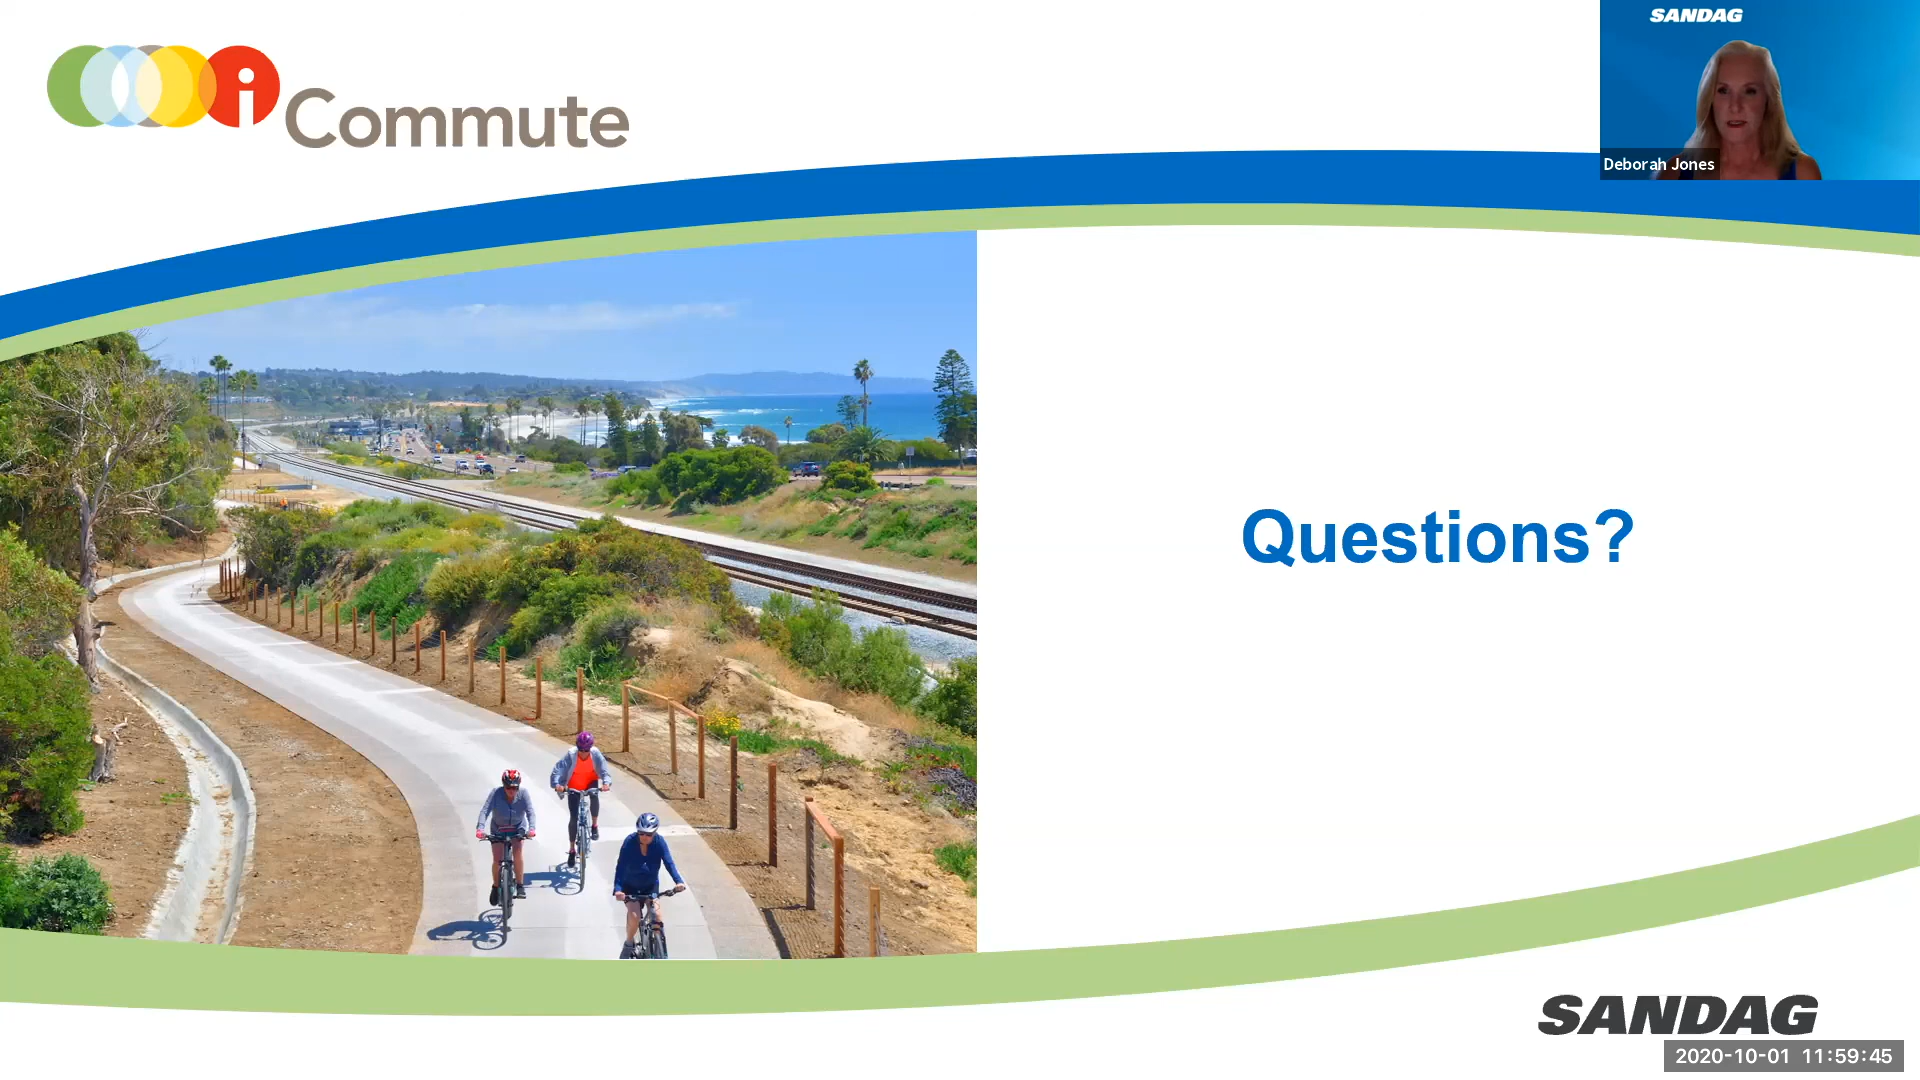 iCommute
SANDAG
Deborah Jones
Questions?
SANDAG
2020-10-01 11:59:45